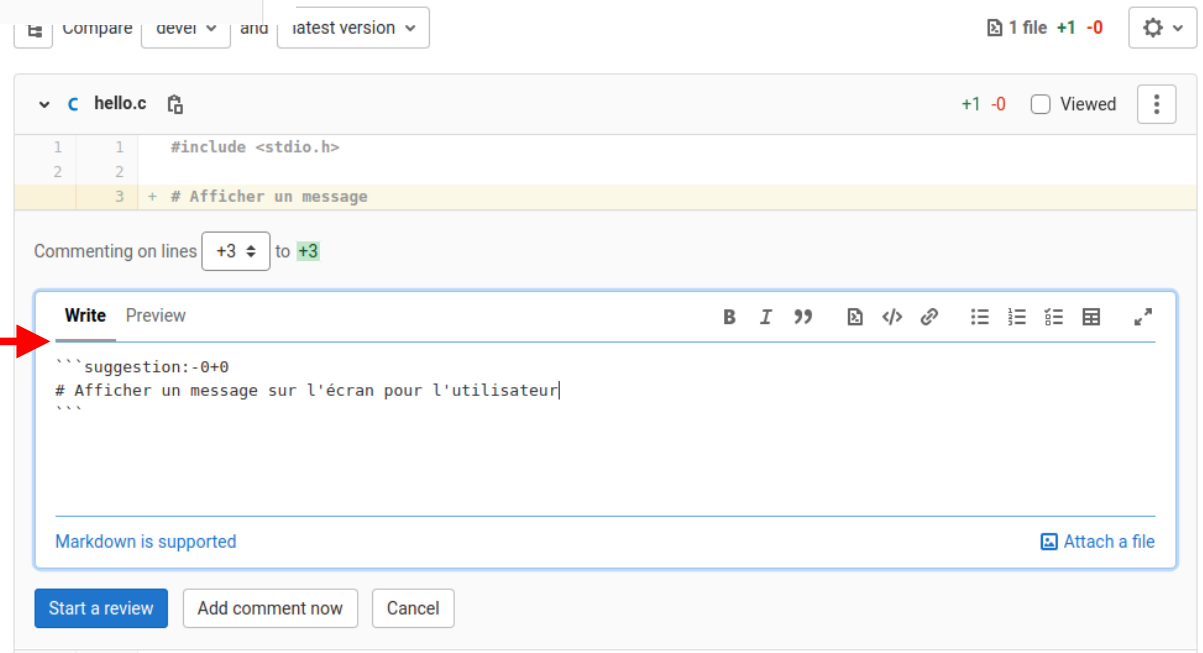 Compare devel and latest version 1 file +1 -0
C hello.c +1 -0 Viewed
1 1 #include <stdio.h>
2 2
3 + # Afficher un message
Commenting on lines +3 to +3
Write Preview B I
```suggestion:-0+0
# Afficher un message sur l'écran pour l'utilisateur
```
Markdown is supported Attach a file
Start a review Add comment now Cancel